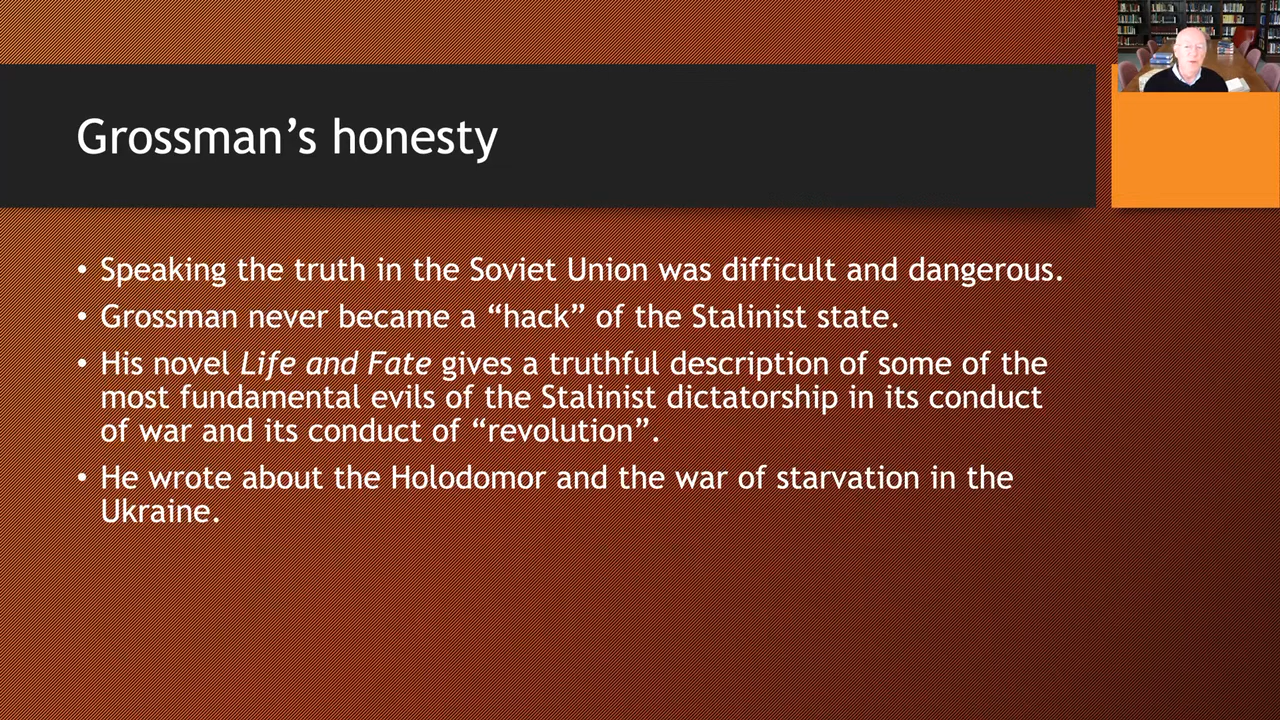 Grossman’s honesty
• Speaking the truth in the Soviet Union was difficult and dangerous.
• Grossman never became a “hack” of the Stalinist state.
• His novel Life and Fate gives a truthful description of some of the
most fundamental evils of the Stalinist dictatorship in its conduct
of war and its conduct of “revolution”.
• He wrote about the Holodomor and the war of starvation in the
Ukraine.